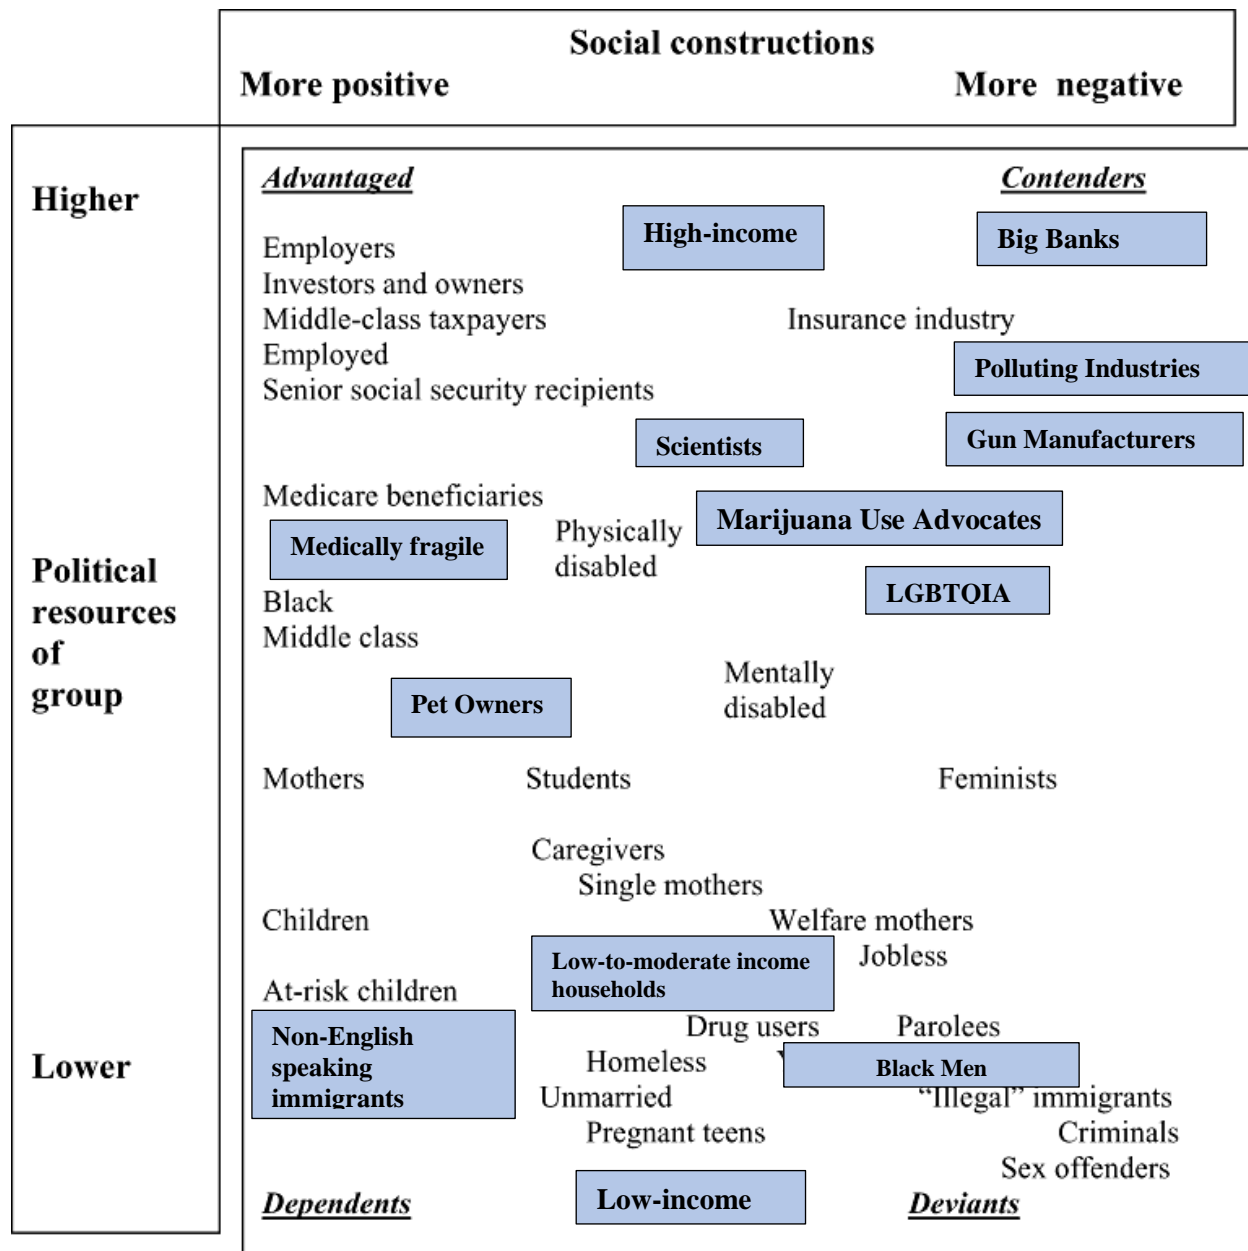 Social constructions
More positive More negative
Higher
Advantaged Contenders
High-income Big Banks
Employers
Investors and owners
Middle-class taxpayers Insurance industry
Employed Polluting Industries
Senior social security recipients
Scientists Gun Manufacturers
Medicare beneficiaries
Marijuana Use Advocates
Medically fragile Physically
disabled
Political
resources
of
group
LGBTQIA
Black
Middle class
Mentally
Pet Owners disabled
Mothers Students Feminists
Caregivers
Single mothers
Children Welfare mothers
Low-to-moderate income
households
Jobless
At-risk children
Drug users Parolees
Non-English
speaking
immigrants
Lower
Homeless Black Men
Unmarried "Illegal" immigrants
Pregnant teens Criminals
Sex offenders
Dependents Low-income Deviants